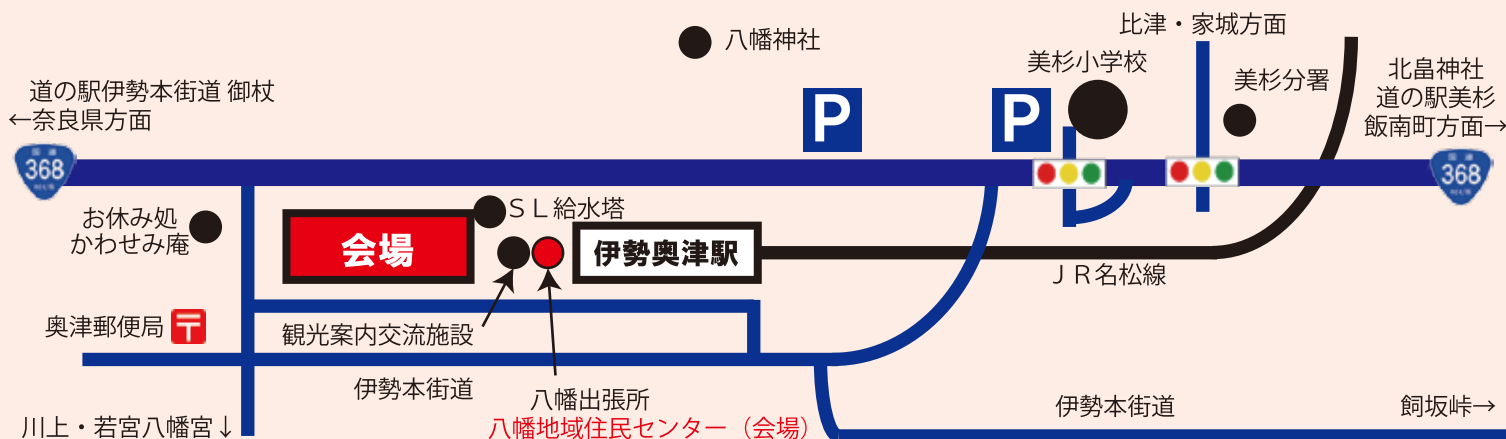 比津・家城方面
八幡神社
美杉小学校
美杉分署
北畠神社
道の駅美杉
飯南町方面→
道の駅伊勢本街道 御杖
←奈良県方面
P
P
368
368
お休み処
かわせみ庵
ＳＬ給水塔
会場
伊勢奥津駅
ＪＲ名松線
奥津郵便局
観光案内交流施設
伊勢本街道
八幡出張所
八幡地域住民センター（会場）
伊勢本街道
飼坂峠→
川上・若宮八幡宮↓